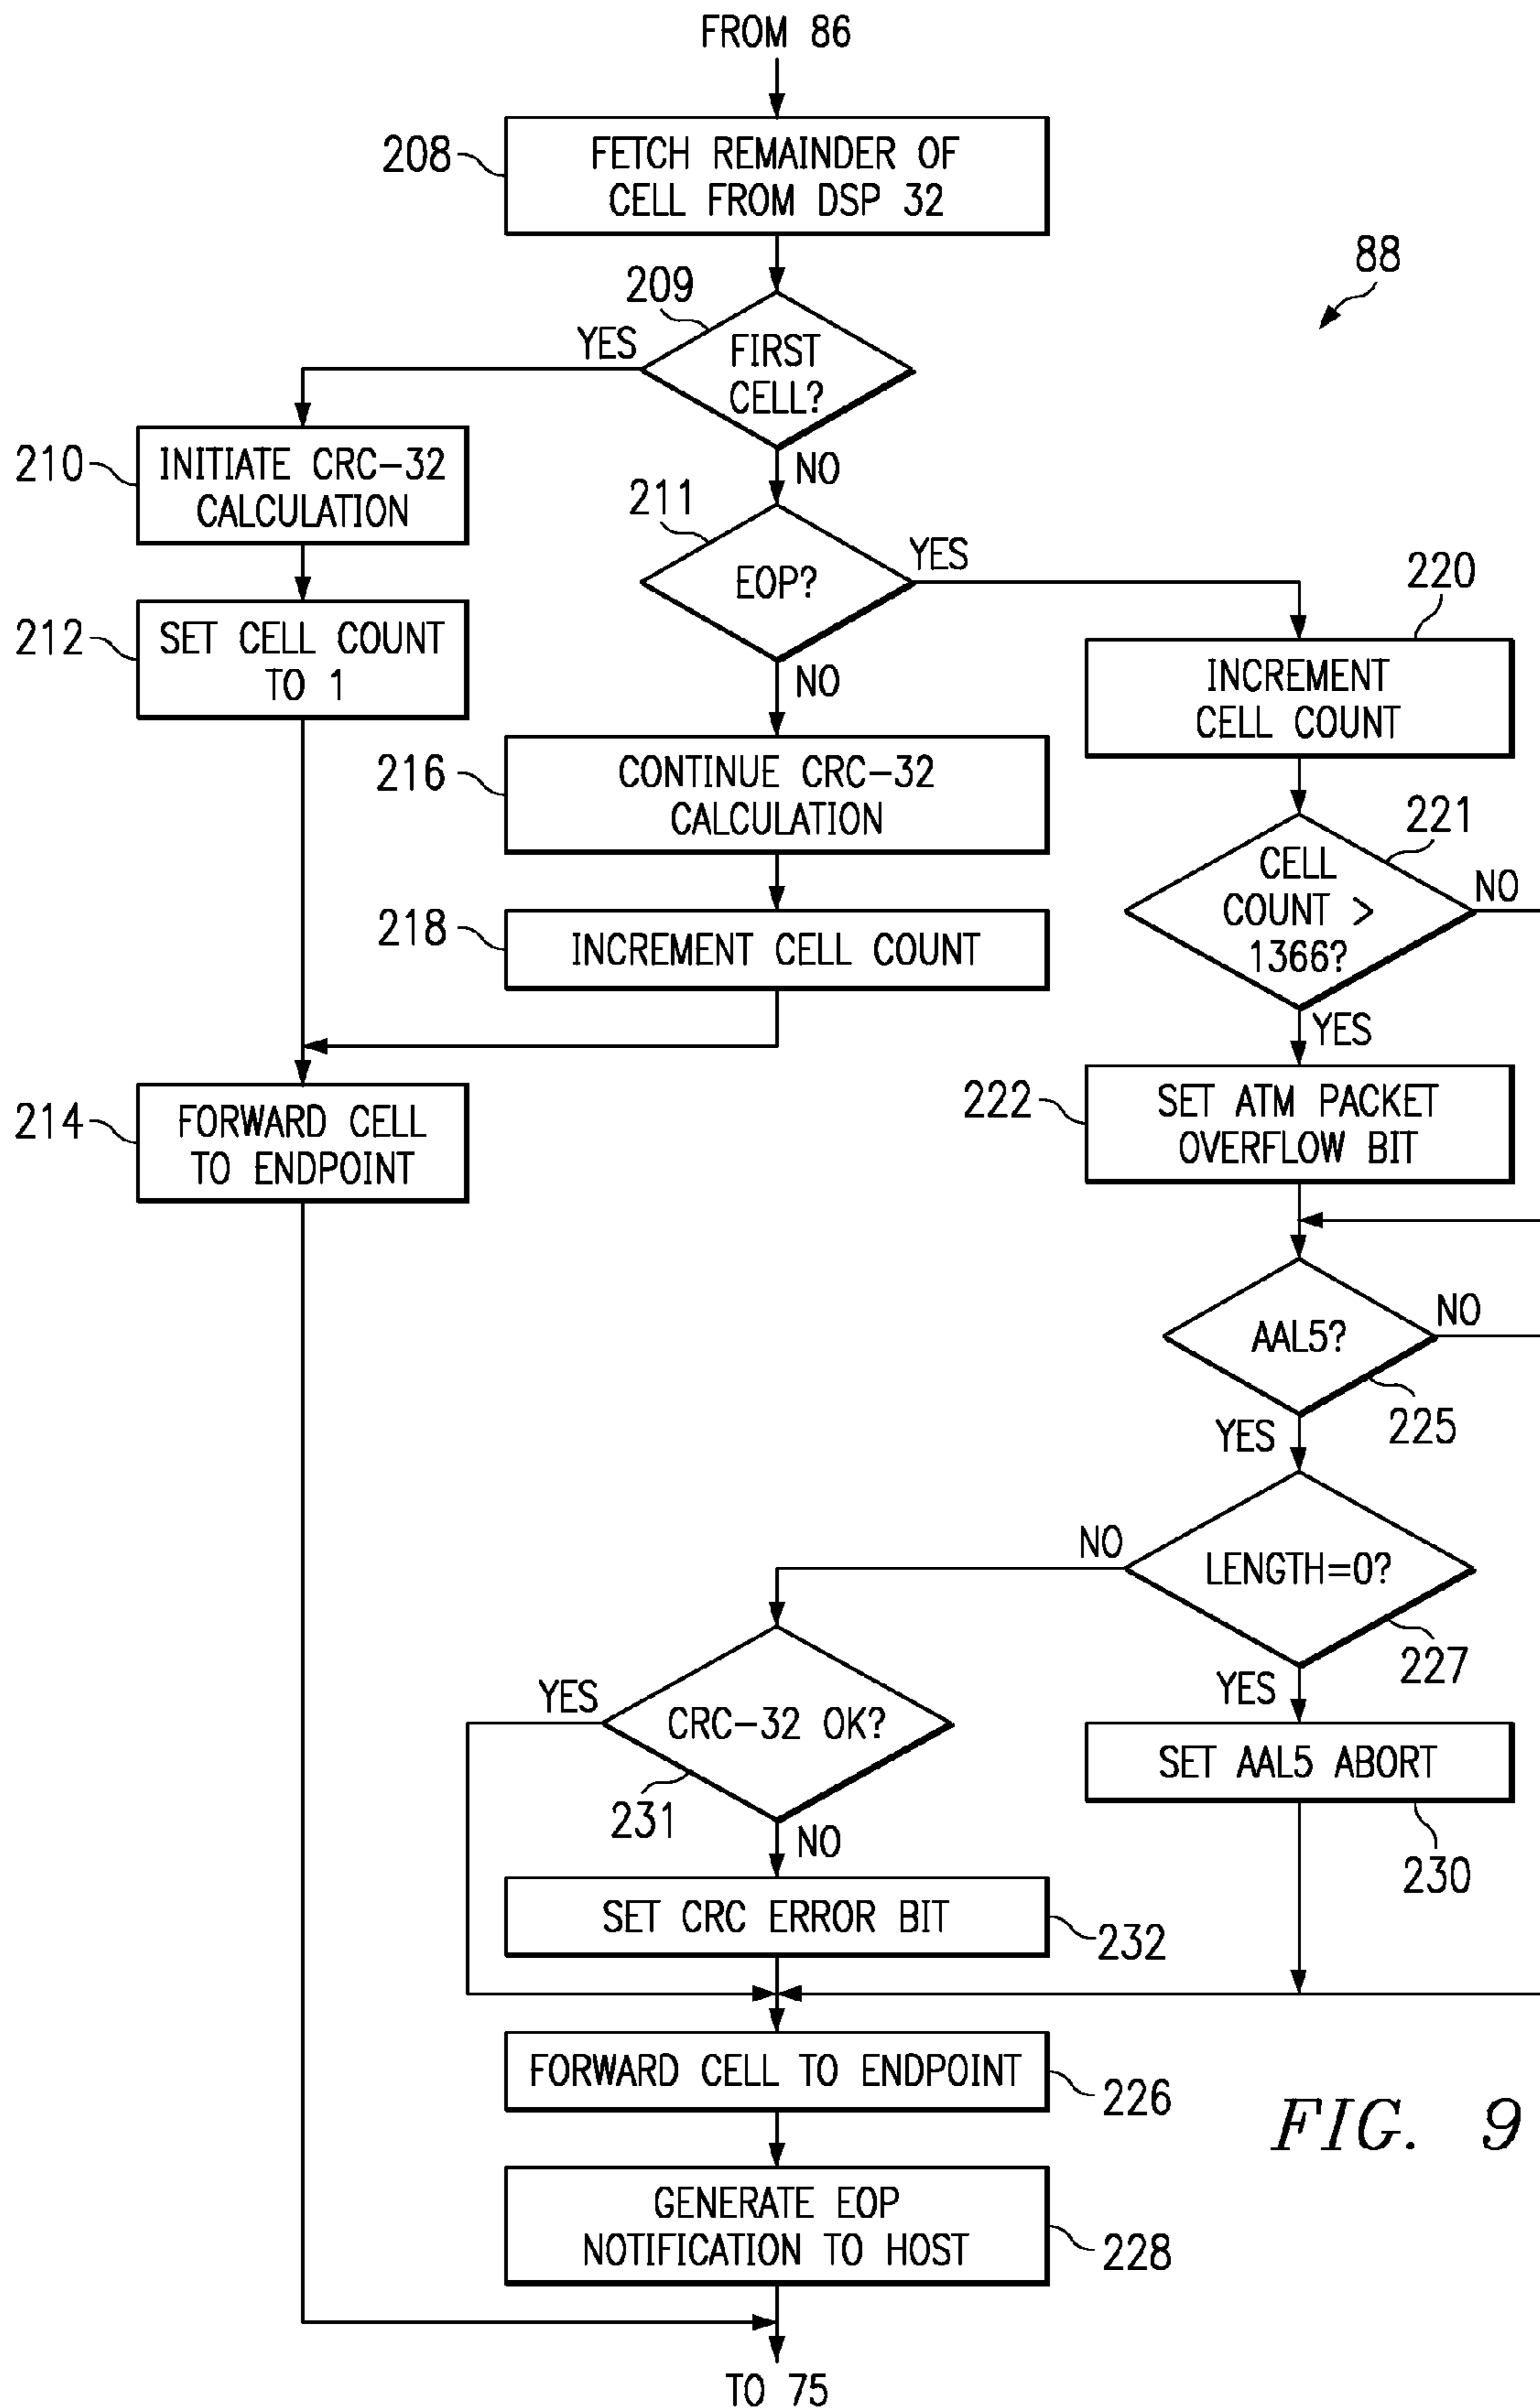 FROM 86
208
FETCH REMAINDER OF
CELL FROM DSP 32
88
209
YES
FIRST
CELL?
NO
210
INITIATE CRC-32
CALCULATION
211
EOP?
YES
NO
212
SET CELL COUNT
TO 1
220
INCREMENT
CELL COUNT
216
CONTINUE CRC-32
CALCULATION
221
CELL
COUNT >
1366?
NO
YES
218
INCREMENT CELL COUNT
214
FORWARD CELL
TO ENDPOINT
222
SET ATM PACKET
OVERFLOW BIT
AAL5?
NO
225
YES
LENGTH=0?
NO
227
YES
CRC-32 OK?
YES
231
NO
SET AAL5 ABORT
230
SET CRC ERROR BIT
232
FORWARD CELL TO ENDPOINT
226
GENERATE EOP
NOTIFICATION TO HOST
228
FIG. 9
TO 75